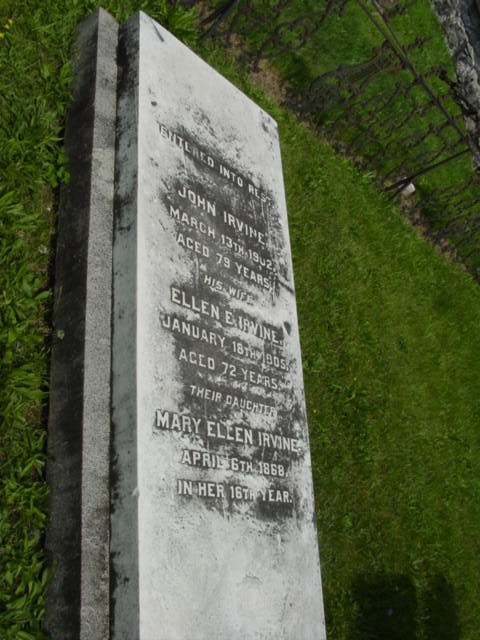 ENTERED INTO REST
JOHN IRVINE
MARCH 13TH 1902,
AGED 79 YEARS.
HIS WIFE
ELLEN E. IRVINE,
JANUARY 18TH 1905,
AGED 72 YEARS.
THEIR DAUGHTER
MARY ELLEN IRVINE
APRIL 6TH 1868,
IN HER 16TH YEAR.